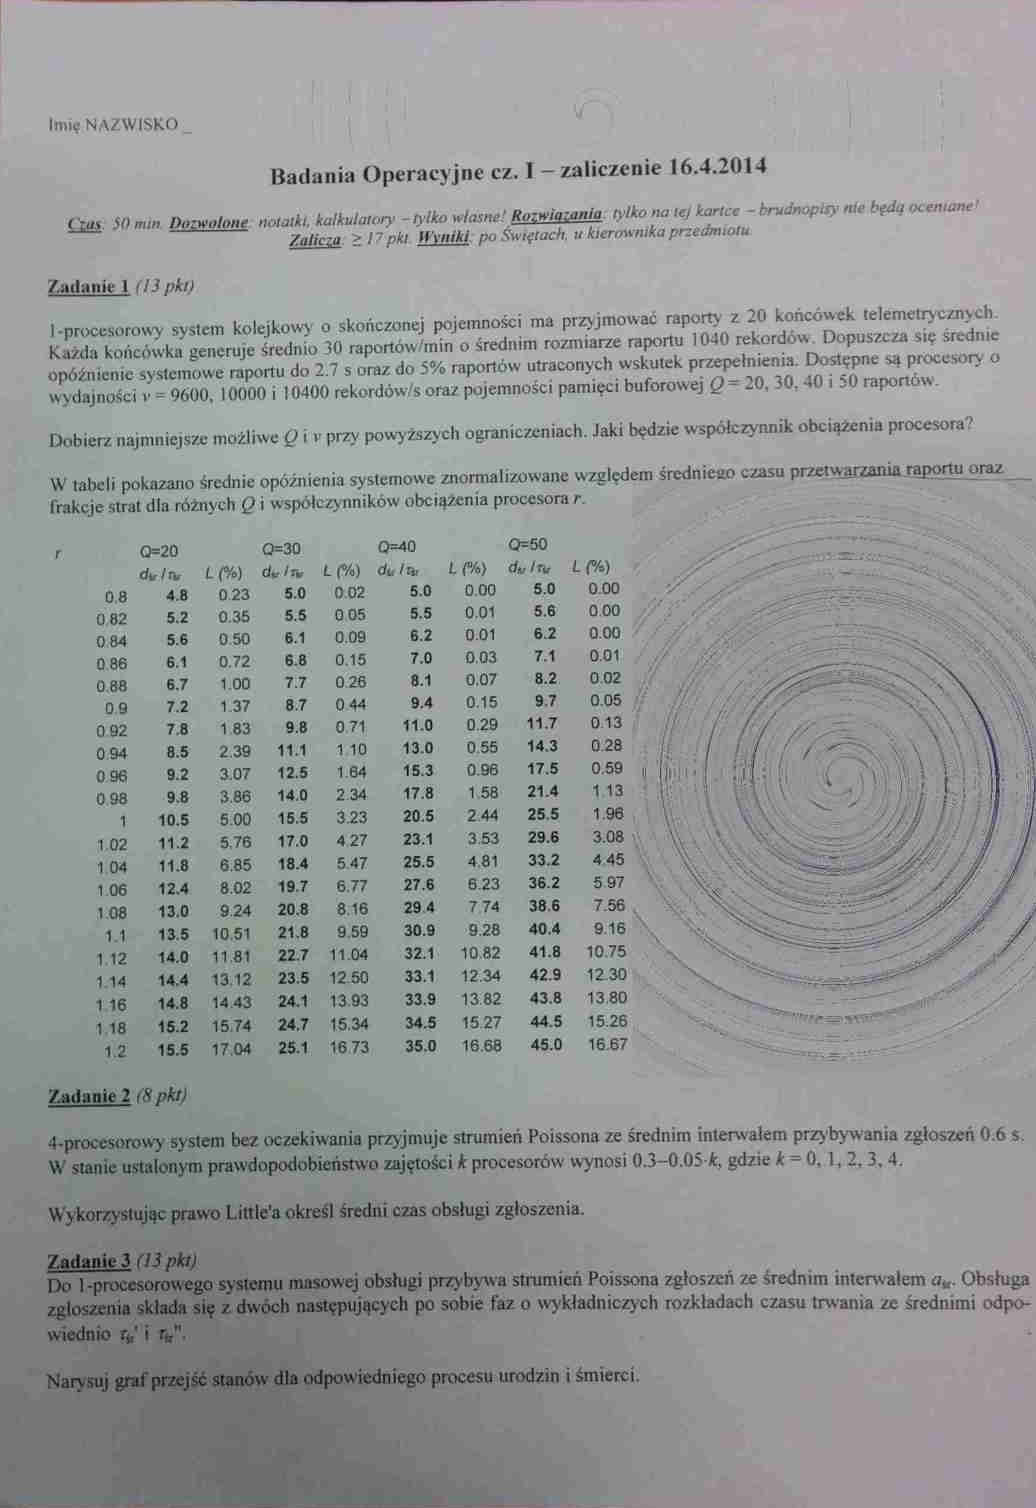 Imię NAZWISKO _
Badania Operacyjne cz. I – zaliczenie 16.4.2014
Czas: 50 min. Dozwolone: notatki, kalkulatory – tylko własne! Rozwiązania: tylko na tej kartce – brudnopisy nie będą oceniane!
Zalicza: ≥ 17 pkt. Wyniki: po Świętach, u kierownika przedmiotu.
Zadanie 1 (13 pkt)
1-procesorowy system kolejkowy o skończonej pojemności ma przyjmować raporty z 20 końcówek telemetrycznych.
Każda końcówka generuje średnio 30 raportów/min o średnim rozmiarze raportu 1040 rekordów. Dopuszcza się średnie
opóźnienie systemowe raportu do 2.7 s oraz do 5% raportów utraconych wskutek przepełnienia. Dostępne są procesory o
wydajności v = 9600, 10000 i 10400 rekordów/s oraz pojemności pamięci buforowej Q = 20, 30, 40 i 50 raportów.
Dobierz najmniejsze możliwe Q i v przy powyższych ograniczeniach. Jaki będzie współczynnik obciążenia procesora?
W tabeli pokazano średnie opóźnienia systemowe znormalizowane względem średniego czasu przetwarzania raportu oraz
frakcje strat dla różnych Q i współczynników obciążenia procesora r.
r Q=20 Q=30 Q=40 Q=50
dśr /τśr L (%) dśr /τśr L (%) dśr /τśr L (%) dśr /τśr L (%)
0.8 4.8 0.23 5.0 0.02 5.0 0.00 5.0 0.00
0.82 5.2 0.35 5.5 0.05 5.5 0.01 5.6 0.00
0.84 5.6 0.50 6.1 0.09 6.2 0.01 6.2 0.00
0.86 6.1 0.72 6.8 0.15 7.0 0.03 7.1 0.01
0.88 6.7 1.00 7.7 0.26 8.1 0.07 8.2 0.02
0.9 7.2 1.37 8.7 0.44 9.4 0.15 9.7 0.05
0.92 7.8 1.83 9.8 0.71 11.0 0.29 11.7 0.13
0.94 8.5 2.39 11.1 1.10 13.0 0.55 14.3 0.28
0.96 9.2 3.07 12.5 1.64 15.3 0.96 17.5 0.59
0.98 9.8 3.86 14.0 2.34 17.8 1.58 21.4 1.13
1 10.5 5.00 15.5 3.23 20.5 2.44 25.5 1.96
1.02 11.2 5.76 17.0 4.27 23.1 3.53 29.6 3.08
1.04 11.8 6.85 18.4 5.47 25.5 4.81 33.2 4.45
1.06 12.4 8.02 19.7 6.77 27.6 6.23 36.2 5.97
1.08 13.0 9.24 20.8 8.16 29.4 7.74 38.6 7.56
1.1 13.5 10.51 21.8 9.59 30.9 9.28 40.4 9.16
1.12 14.0 11.81 22.7 11.04 32.1 10.82 41.8 10.75
1.14 14.4 13.12 23.5 12.50 33.1 12.34 42.9 12.30
1.16 14.8 14.43 24.1 13.93 33.9 13.82 43.8 13.80
1.18 15.2 15.74 24.7 15.34 34.5 15.27 44.5 15.26
1.2 15.5 17.04 25.1 16.73 35.0 16.68 45.0 16.67
Zadanie 2 (8 pkt)
4-procesorowy system bez oczekiwania przyjmuje strumień Poissona ze średnim interwałem przybywania zgłoszeń 0.6 s.
W stanie ustalonym prawdopodobieństwo zajętości k procesorów wynosi 0.3–0.05·k, gdzie k = 0, 1, 2, 3, 4.
Wykorzystując prawo Little'a określ średni czas obsługi zgłoszenia.
Zadanie 3 (13 pkt)
Do 1-procesorowego systemu masowej obsługi przybywa strumień Poissona zgłoszeń ze średnim interwałem aśr. Obsługa
zgłoszenia składa się z dwóch następujących po sobie faz o wykładniczych rozkładach czasu trwania ze średnimi odpo-
wiednio τśr' i τśr".
Narysuj graf przejść stanów dla odpowiedniego procesu urodzin i śmierci.